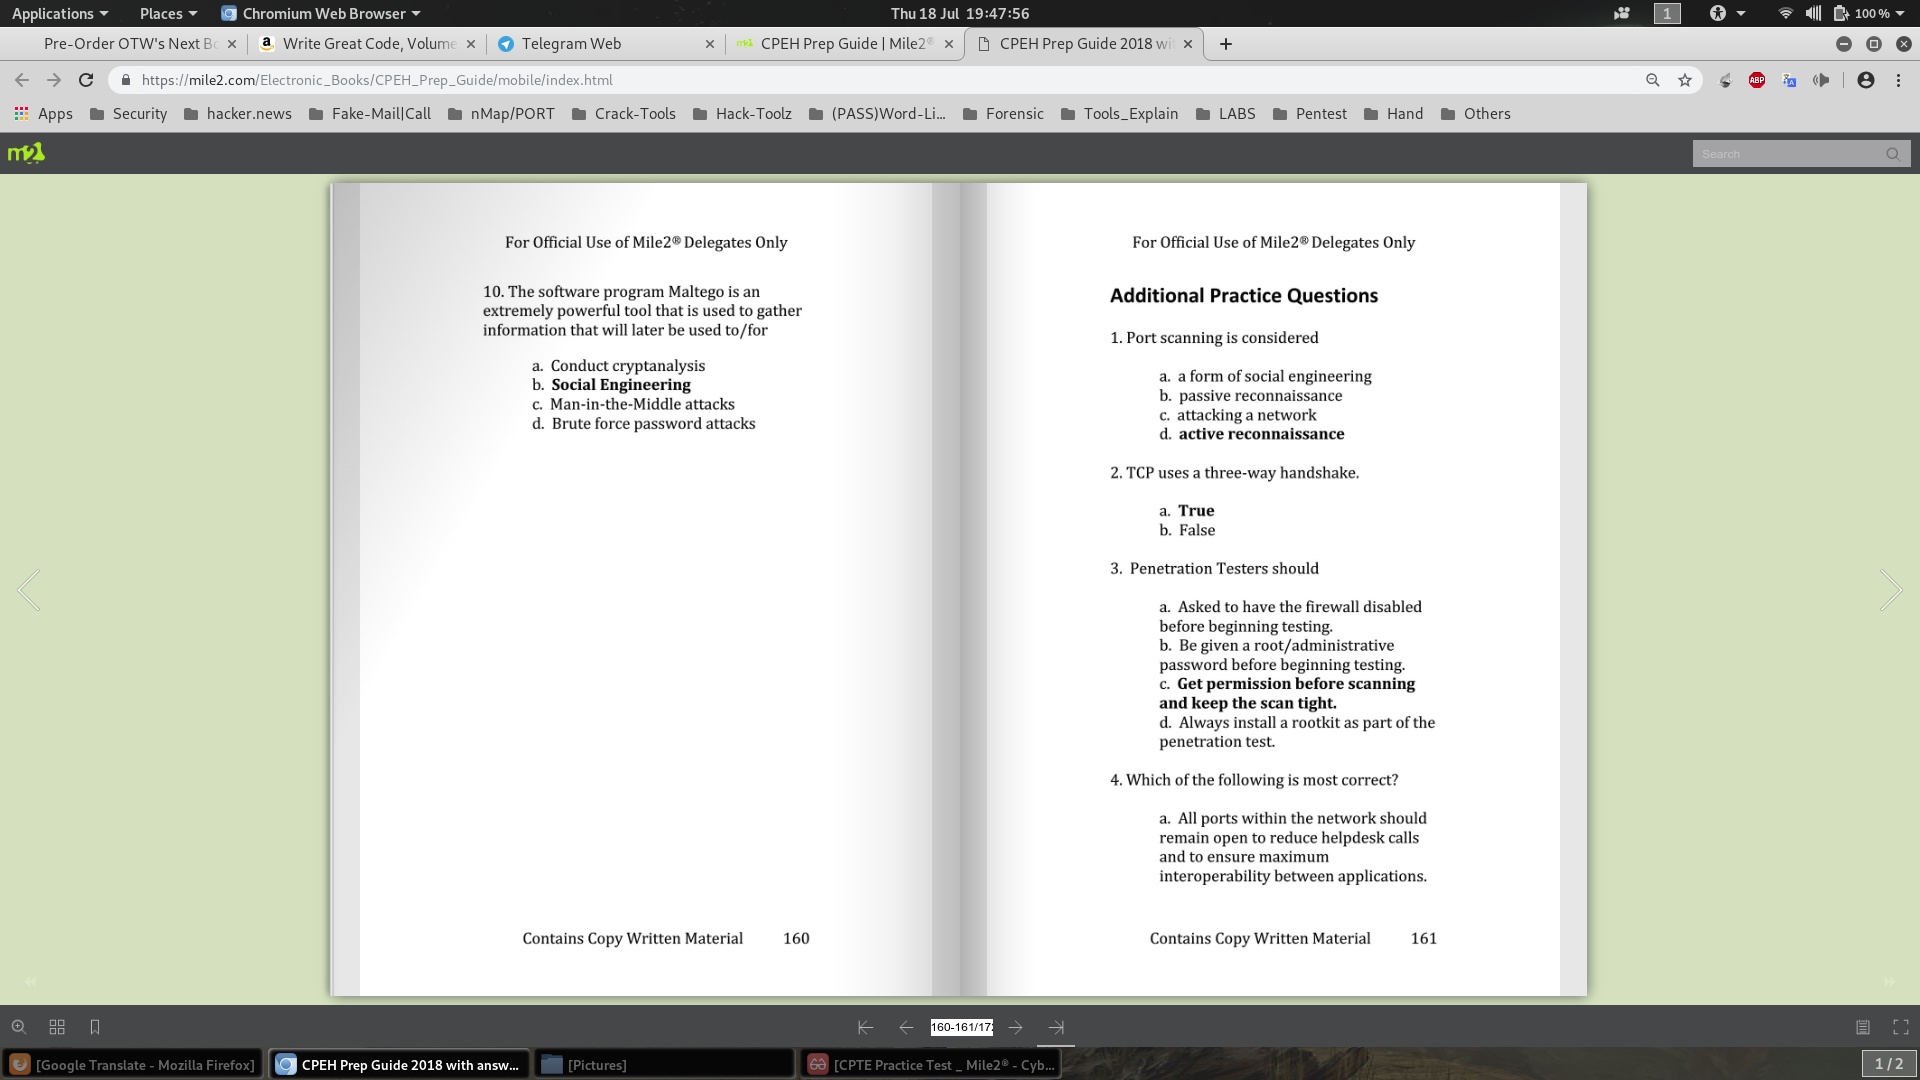 Applications Places Chromium Web Browser Thu 18 Jul 19:47:56 1 100 %
Pre-Order OTW's Next Bo Write Great Code, Volume Telegram Web CPEH Prep Guide | Mile2® CPEH Prep Guide 2018 wi
https://mile2.com/Electronic_Books/CPEH_Prep_Guide/mobile/index.html ABP
Apps Security hacker.news Fake-Mail|Call nMap/PORT Crack-Tools Hack-Toolz (PASS)Word-Li... Forensic Tools_Explain LABS Pentest Hand Others
m2 Search
For Official Use of Mile2® Delegates Only
10. The software program Maltego is an
extremely powerful tool that is used to gather
information that will later be used to/for
a. Conduct cryptanalysis
b. Social Engineering
c. Man-in-the-Middle attacks
d. Brute force password attacks
Contains Copy Written Material 160
For Official Use of Mile2® Delegates Only
Additional Practice Questions
1. Port scanning is considered
a. a form of social engineering
b. passive reconnaissance
c. attacking a network
d. active reconnaissance
2. TCP uses a three-way handshake.
a. True
b. False
3. Penetration Testers should
a. Asked to have the firewall disabled
before beginning testing.
b. Be given a root/administrative
password before beginning testing.
c. Get permission before scanning
and keep the scan tight.
d. Always install a rootkit as part of the
penetration test.
4. Which of the following is most correct?
a. All ports within the network should
remain open to reduce helpdesk calls
and to ensure maximum
interoperability between applications.
Contains Copy Written Material 161
160-161/17
[Google Translate - Mozilla Firefox] CPEH Prep Guide 2018 with answ... [Pictures] [CPTE Practice Test _ Mile2® - Cyb... 1 / 2